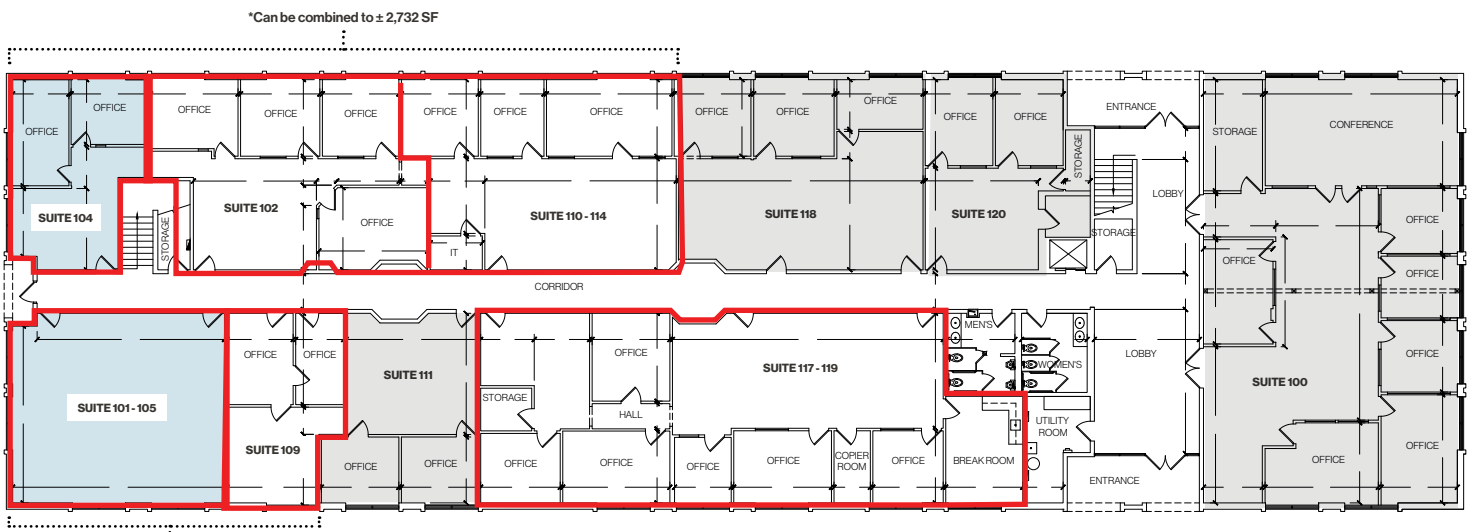 *Can be combined to ± 2,732 SF
OFFICE
OFFICE
SUITE 104
STORAGE
OFFICE
OFFICE
OFFICE
SUITE 102
OFFICE
OFFICE
OFFICE
OFFICE
SUITE 110 - 114
IT
OFFICE
OFFICE
OFFICE
SUITE 118
OFFICE
OFFICE
STORAGE
SUITE 120
STORAGE
ENTRANCE
LOBBY
STORAGE
CONFERENCE
OFFICE
OFFICE
OFFICE
OFFICE
OFFICE
OFFICE
SUITE 100
CORRIDOR
SUITE 101 - 105
OFFICE
OFFICE
SUITE 109
SUITE 111
OFFICE
OFFICE
STORAGE
OFFICE
HALL
SUITE 117 - 119
OFFICE
OFFICE
OFFICE
OFFICE
COPIER
ROOM
OFFICE
BREAK ROOM
MEN'S
WOMEN'S
UTILITY
ROOM
LOBBY
ENTRANCE